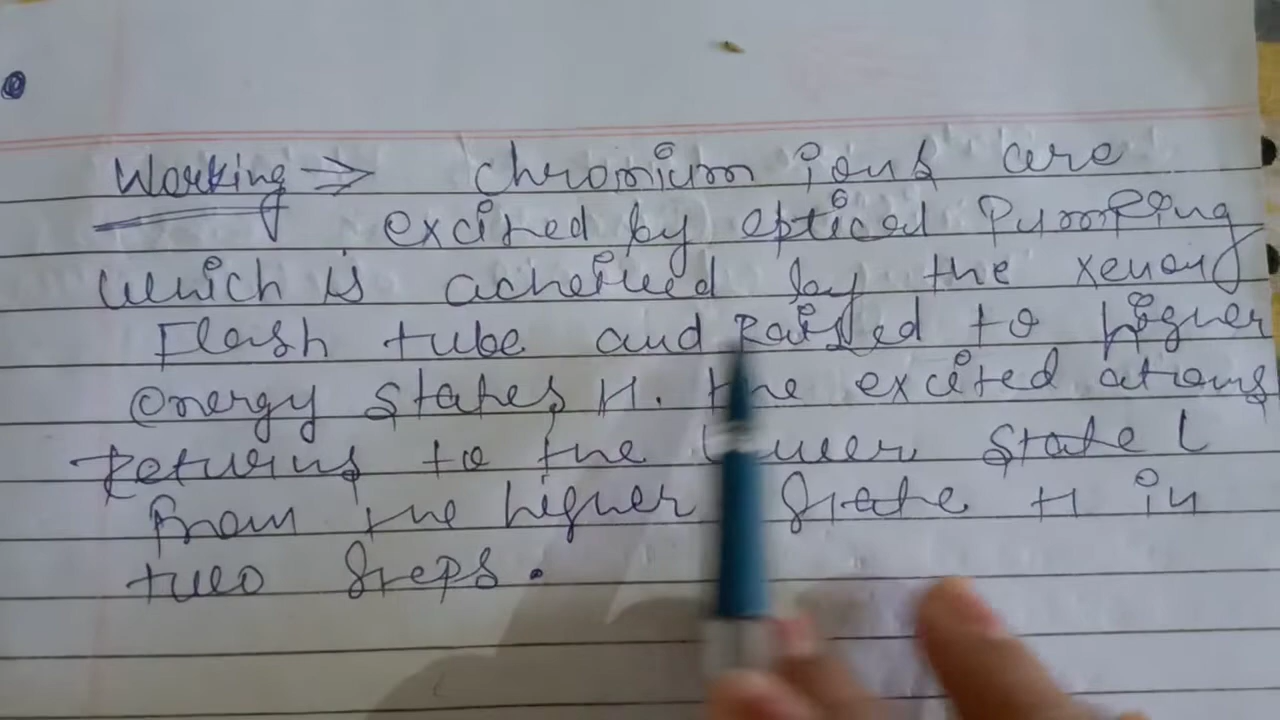 Working ⇒ chromium ions are
excited by optical Pumping
which is acheived by the xenon
Flash tube and Raised to higher
energy states H. the excited atoms
Returns to the lower state L
from the higher state H in
two steps.